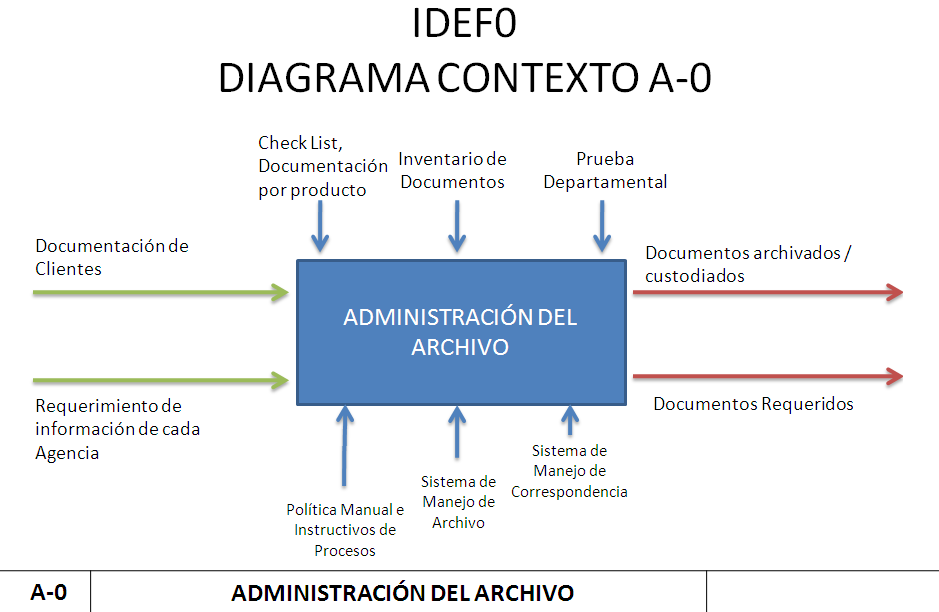 IDEF0
DIAGRAMA CONTEXTO A-0
Check List,
Documentación
por producto
Inventario de
Documentos
Prueba
Departamental
Documentación de
Clientes
Documentos archivados /
custodiados
ADMINISTRACIÓN DEL
ARCHIVO
Requerimiento de
información de cada
Agencia
Documentos Requeridos
Política Manual e
Instructivos de
Procesos
Sistema de
Manejo de
Archivo
Sistema de
Manejo de
Correspondencia
A-0
ADMINISTRACIÓN DEL ARCHIVO